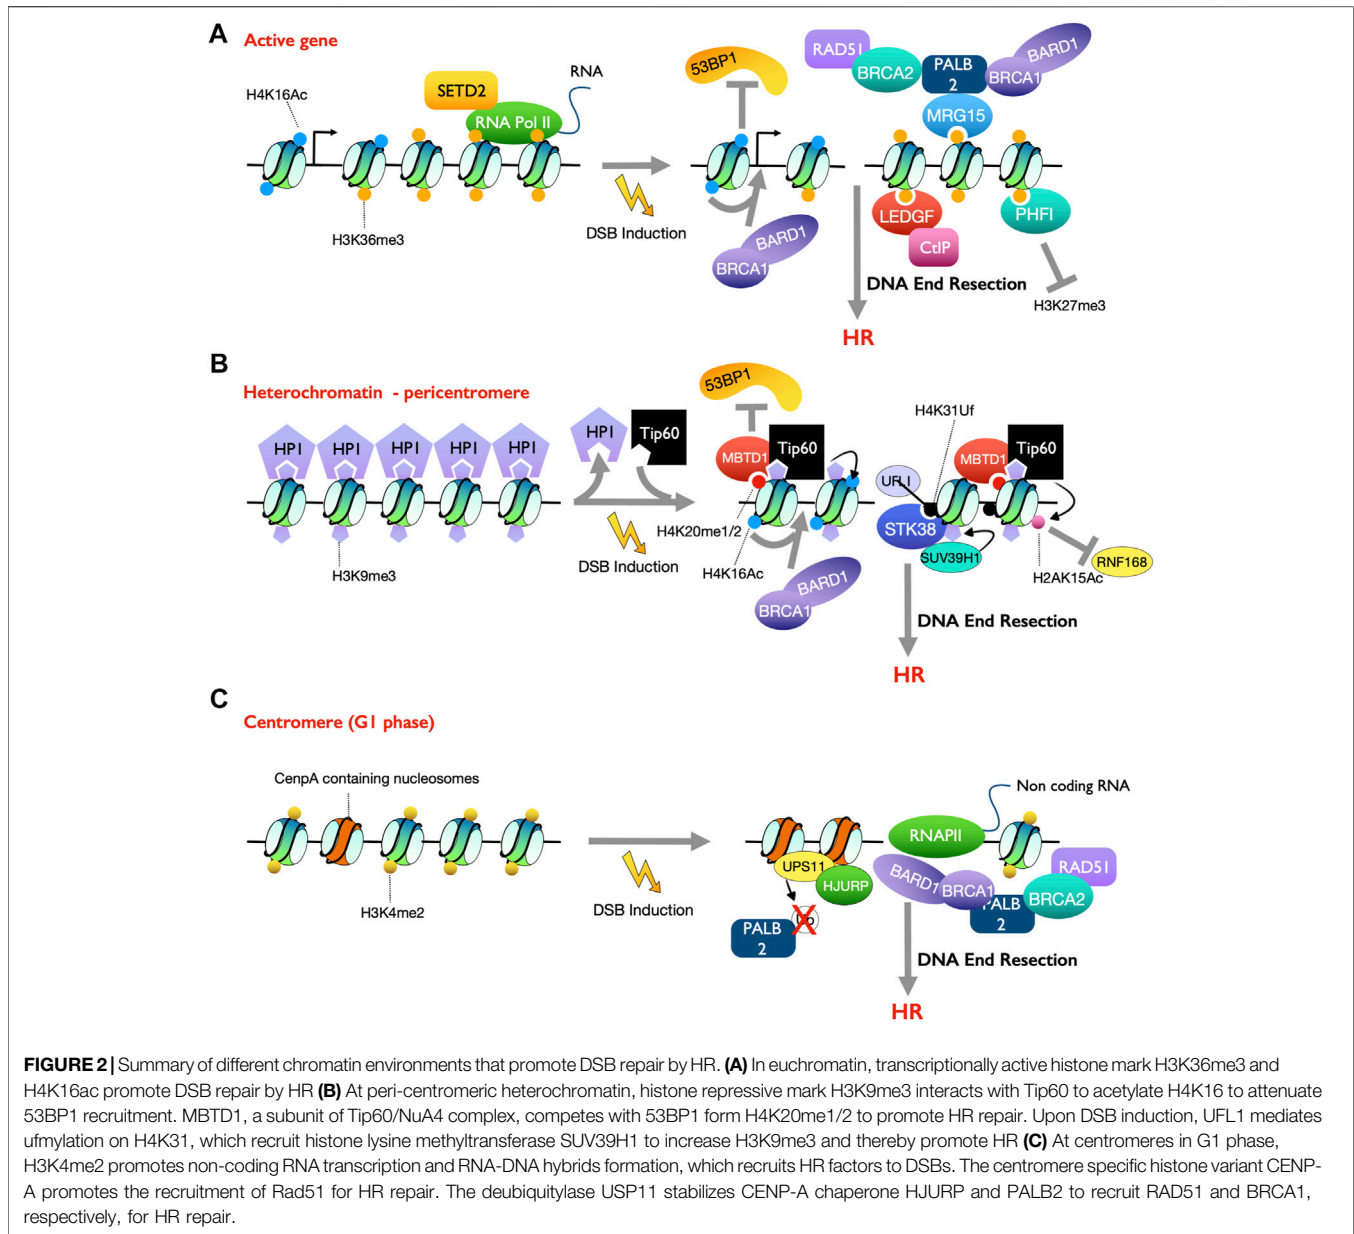 A
Active gene
H4K16Ac
SETD2
RNA
RNA Pol II
H3K36me3
DSB Induction
53BP1
RAD51
BRCA2
PALB
2
BRCA1
BARD1
MRG15
LEDGF
CtIP
PHFI
BRCA1
BARD1
DNA End Resection
H3K27me3
HR
B
Heterochromatin - pericentromere
HPI
HPI
HPI
HPI
HPI
H3K9me3
HPI
Tip60
DSB Induction
53BP1
MBTD1
Tip60
H4K20me1/2
H4K16Ac
BRCA1
BARD1
H4K31Uf
UFLI
STK38
SUV39H1
MBTD1
Tip60
H2AK15Ac
RNF168
DNA End Resection
HR
C
Centromere (G1 phase)
CenpA containing nucleosomes
H3K4me2
DSB Induction
UPS11
HJURP
PALB
2
RNAPII
Non coding RNA
BARD1
BRCA1
PALB
2
BRCA2
RAD51
DNA End Resection
HR
FIGURE 2 | Summary of different chromatin environments that promote DSB repair by HR. (A) In euchromatin, transcriptionally active histone mark H3K36me3 and
H4K16ac promote DSB repair by HR (B) At peri-centromeric heterochromatin, histone repressive mark H3K9me3 interacts with Tip60 to acetylate H4K16 to attenuate
53BP1 recruitment. MBTD1, a subunit of Tip60/NuA4 complex, competes with 53BP1 form H4K20me1/2 to promote HR repair. Upon DSB induction, UFL1 mediates
ufmylation on H4K31, which recruit histone lysine methyltransferase SUV39H1 to increase H3K9me3 and thereby promote HR (C) At centromeres in G1 phase,
H3K4me2 promotes non-coding RNA transcription and RNA-DNA hybrids formation, which recruits HR factors to DSBs. The centromere specific histone variant CENP-
A promotes the recruitment of Rad51 for HR repair. The deubiquitylase USP11 stabilizes CENP-A chaperone HJURP and PALB2 to recruit RAD51 and BRCA1,
respectively, for HR repair.